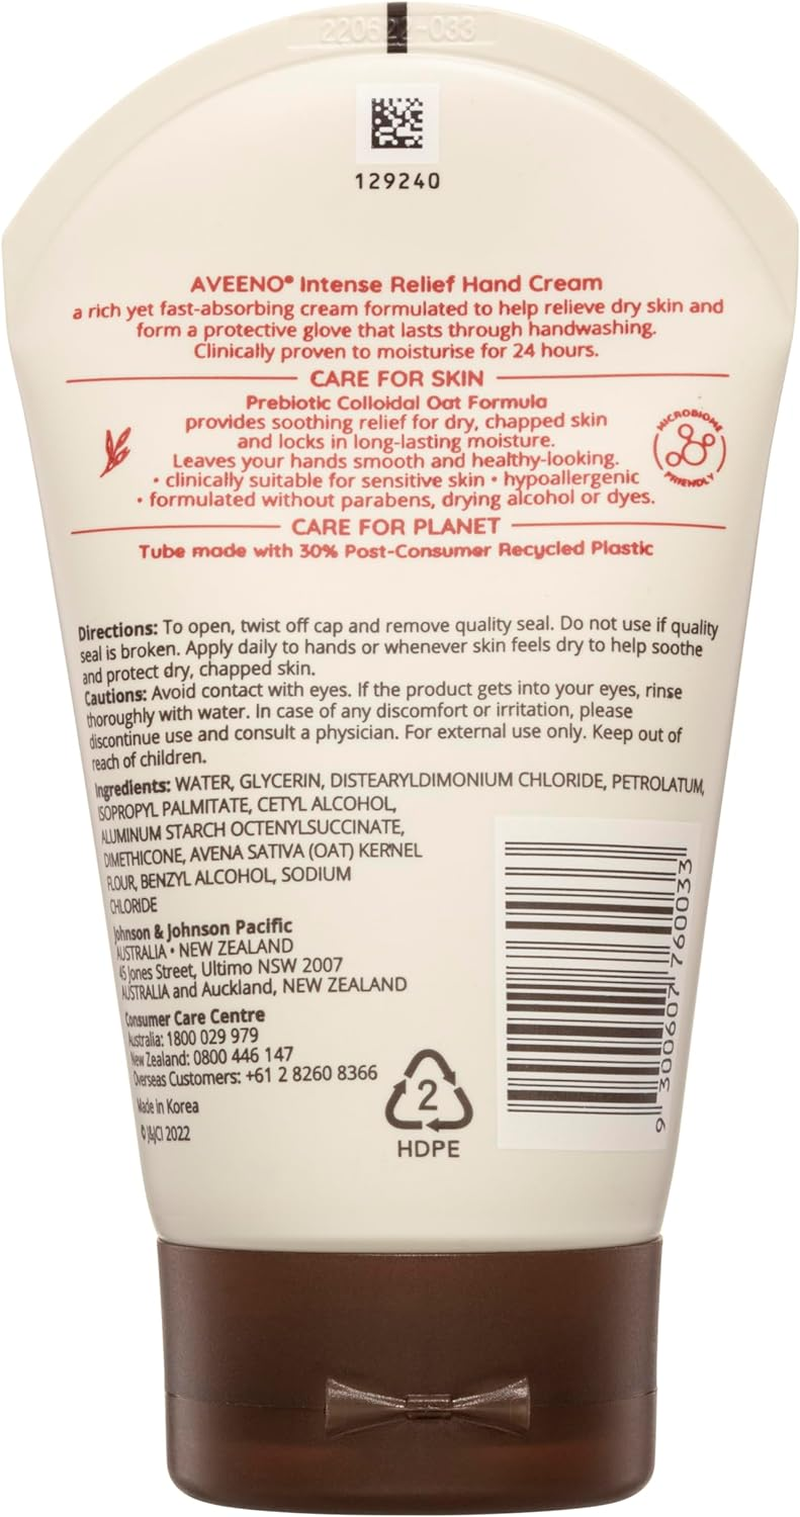 129240
AVEENO® Intense Relief Hand Cream
a rich yet fast-absorbing cream formulated to help relieve dry skin and
form a protective glove that lasts through handwashing.
Clinically proven to moisturise for 24 hours.
CARE FOR SKIN
Prebiotic Colloidal Oat Formula
provides soothing relief for dry, chapped skin
and locks in long-lasting moisture.
Leaves your hands smooth and healthy-looking.
• clinically suitable for sensitive skin • hypoallergenic
• formulated without parabens, drying alcohol or dyes.
MICROBIOME
FRIENDLY
CARE FOR PLANET
Tube made with 30% Post-Consumer Recycled Plastic
Directions: To open, twist off cap and remove quality seal. Do not use if quality
seal is broken. Apply daily to hands or whenever skin feels dry to help soothe
and protect dry, chapped skin.
Cautions: Avoid contact with eyes. If the product gets into your eyes, rinse
thoroughly with water. In case of any discomfort or irritation, please
discontinue use and consult a physician. For external use only. Keep out of
reach of children.
Ingredients: WATER, GLYCERIN, DISTEARYLDIMONIUM CHLORIDE, PETROLATUM,
ISOPROPYL PALMITATE, CETYL ALCOHOL,
ALUMINUM STARCH OCTENYLSUCCINATE,
DIMETHICONE, AVENA SATIVA (OAT) KERNEL
FLOUR, BENZYL ALCOHOL, SODIUM
CHLORIDE
Johnson & Johnson Pacific
AUSTRALIA • NEW ZEALAND
45 Jones Street, Ultimo NSW 2007
AUSTRALIA and Auckland, NEW ZEALAND
Consumer Care Centre
Australia: 1800 029 979
New Zealand: 0800 446 147
Overseas Customers: +61 2 8260 8366
Made in Korea
© J&JCI 2022
2
HDPE
9 300607 760033